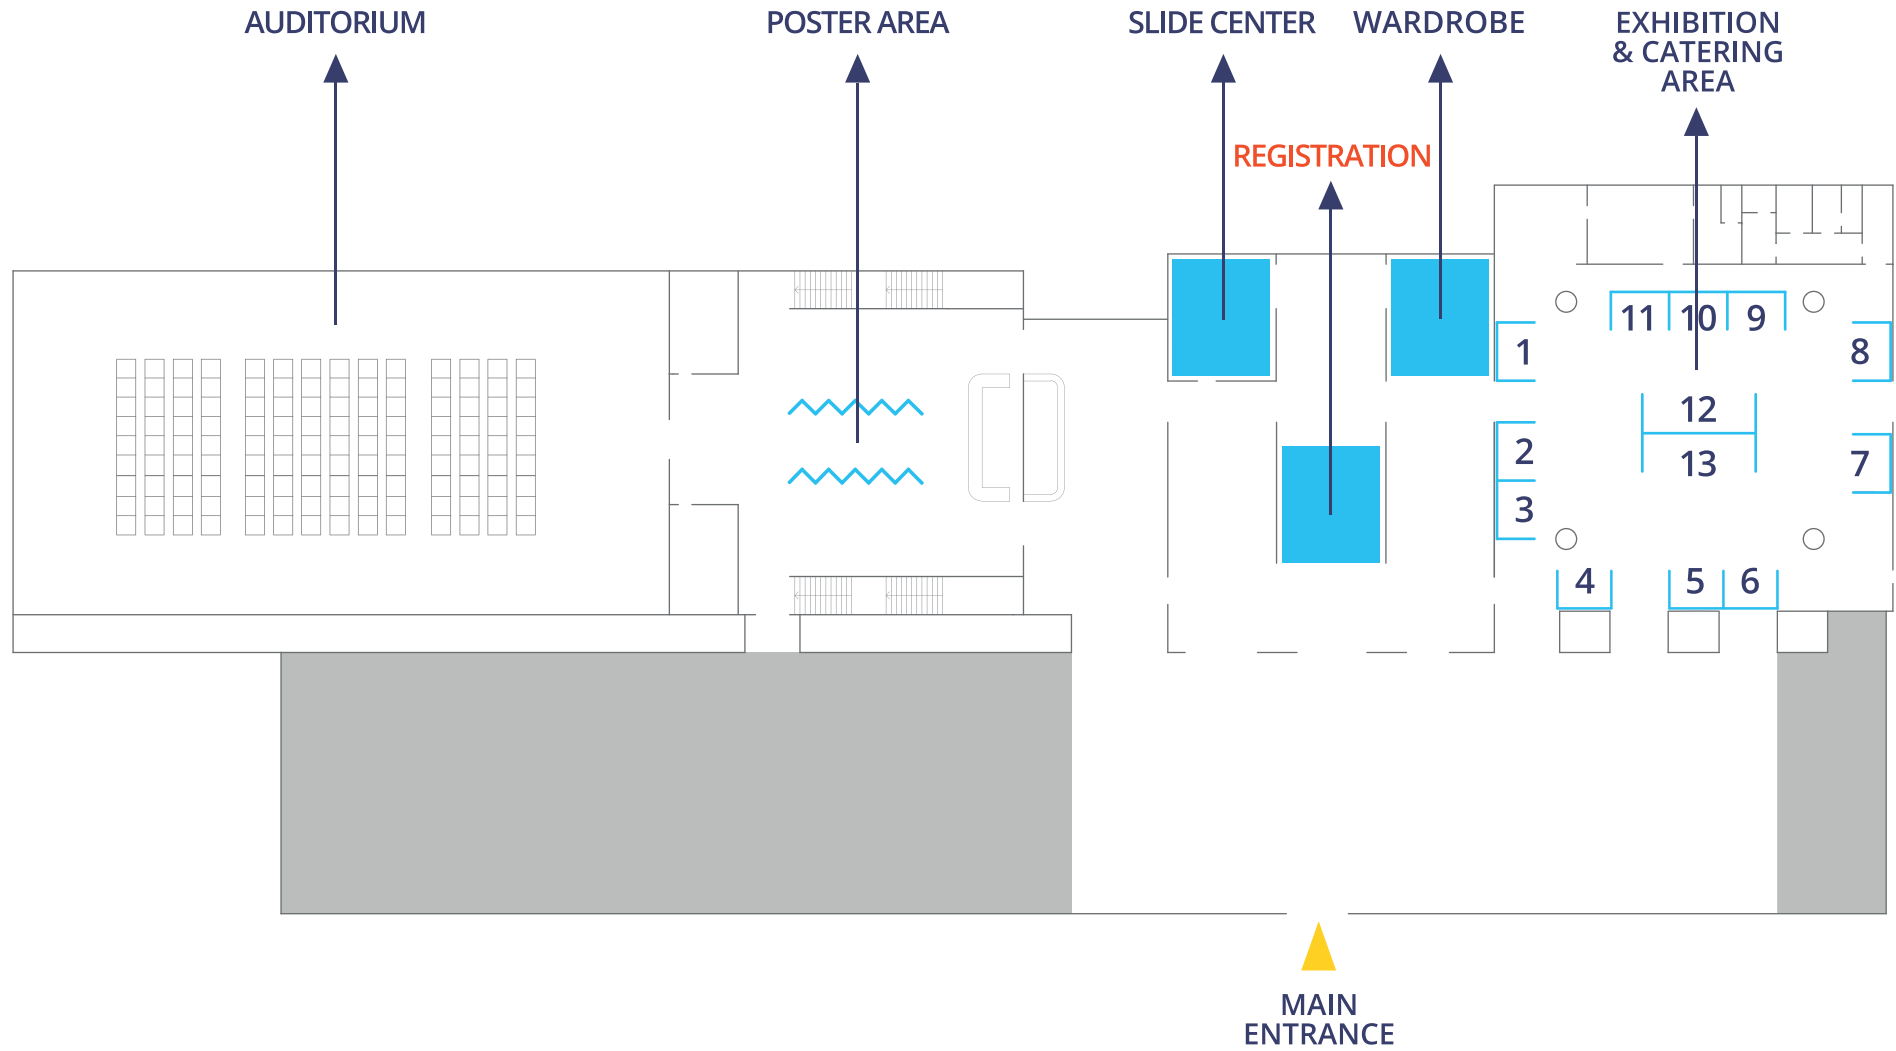 AUDITORIUM
POSTER AREA
SLIDE CENTER
WARDROBE
EXHIBITION
& CATERING
AREA
REGISTRATION
11
10
9
1
8
12
2
13
7
3
4
5
6
MAIN
ENTRANCE